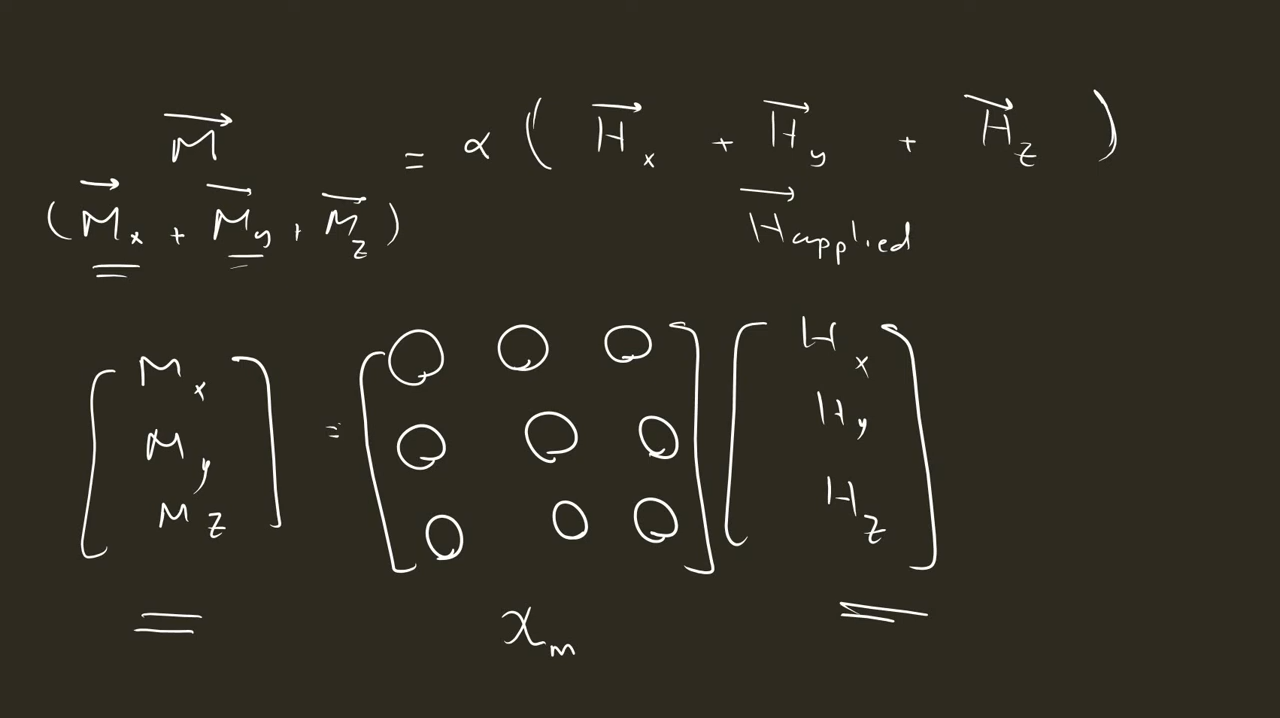 M⃗ = α ( H⃗x + H⃗y + H⃗z )
( M⃗x + M⃗y + M⃗z ) H⃗applied
[ Mx ] = [ O O O ] [ Hx ]
[ My ] [ O O O ] [ Hy ]
[ Mz ] [ O O O ] [ Hz ]
χm